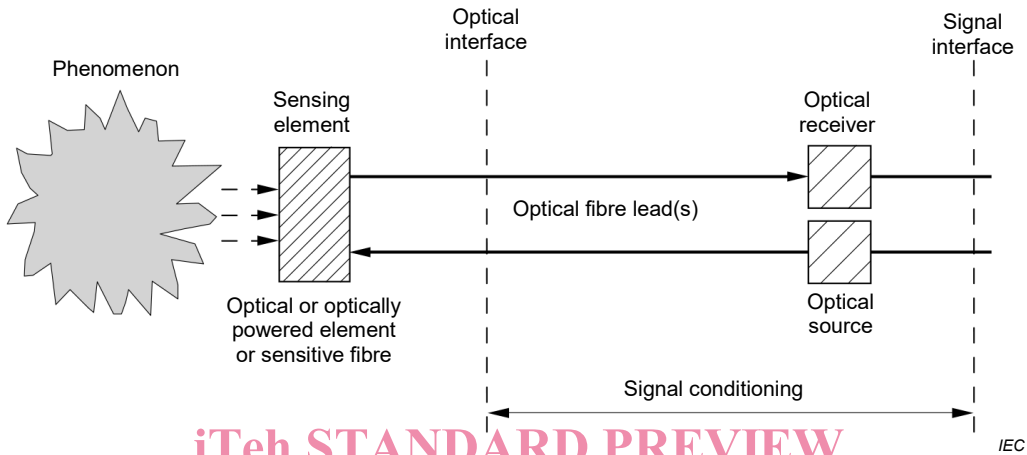 Optical
interface
Signal
interface
Phenomenon
Sensing
element
Optical
receiver
Optical fibre lead(s)
Optical or optically
powered element
or sensitive fibre
Optical
source
Signal conditioning
iTeh STANDARD PREVIEW
IEC